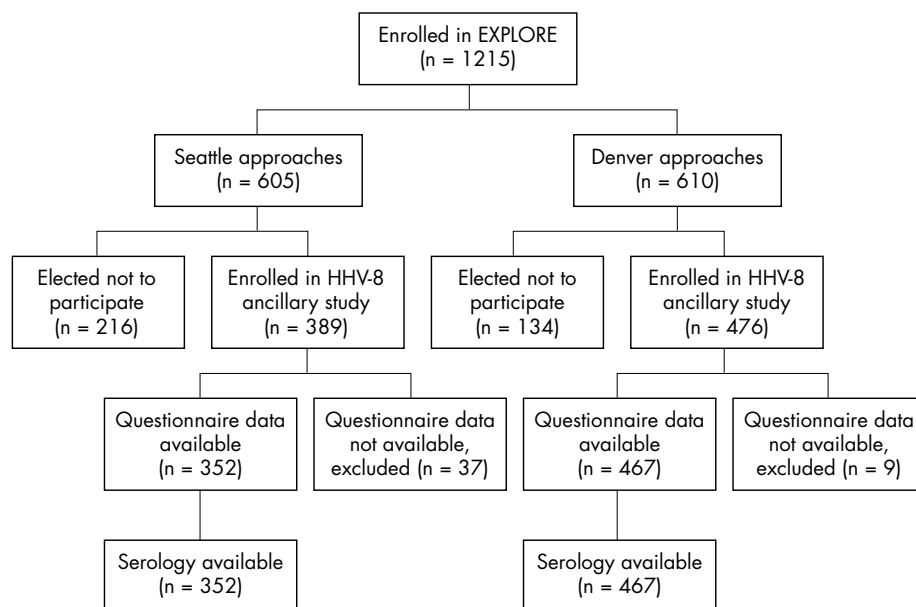 Enrolled in EXPLORE
(n = 1215)
Seattle approaches
(n = 605)
Denver approaches
(n = 610)
Elected not to
participate
(n = 216)
Enrolled in HHV-8
ancillary study
(n = 389)
Elected not to
participate
(n = 134)
Enrolled in HHV-8
ancillary study
(n = 476)
Questionnaire data
available
(n = 352)
Questionnaire data
not available,
excluded (n = 37)
Questionnaire data
available
(n = 467)
Questionnaire data
not available,
excluded (n = 9)
Serology available
(n = 352)
Serology available
(n = 467)